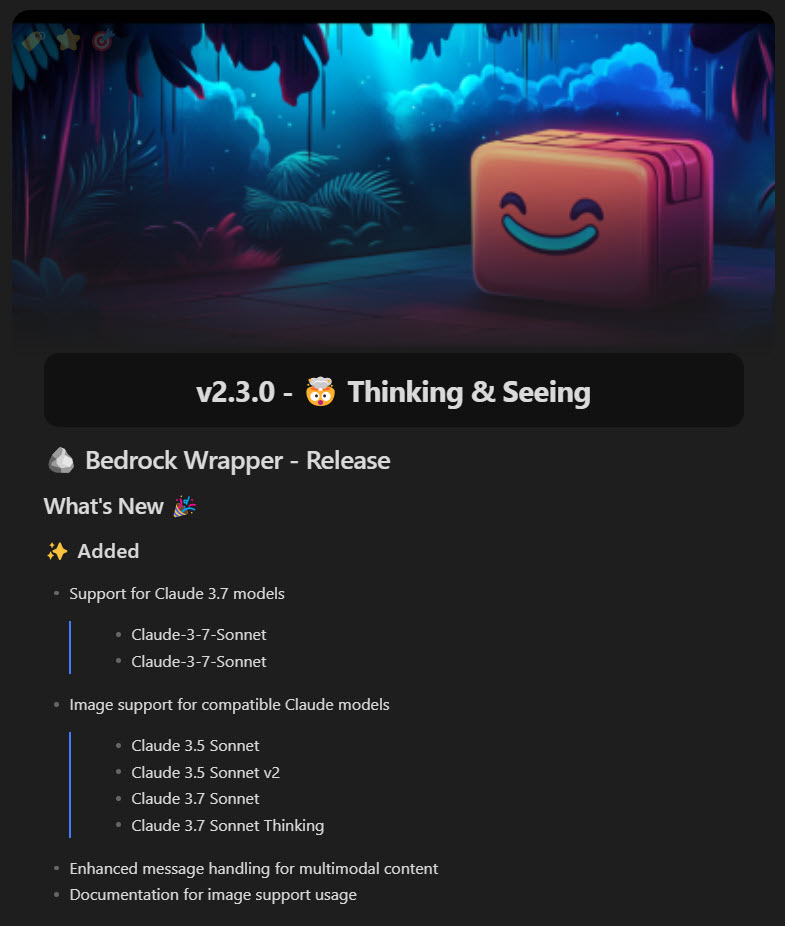 v2.3.0 - 🤯 Thinking & Seeing
🪨 Bedrock Wrapper - Release
What's New 🎉
✨ Added
• Support for Claude 3.7 models
• Claude-3-7-Sonnet
• Claude-3-7-Sonnet
• Image support for compatible Claude models
• Claude 3.5 Sonnet
• Claude 3.5 Sonnet v2
• Claude 3.7 Sonnet
• Claude 3.7 Sonnet Thinking
• Enhanced message handling for multimodal content
• Documentation for image support usage